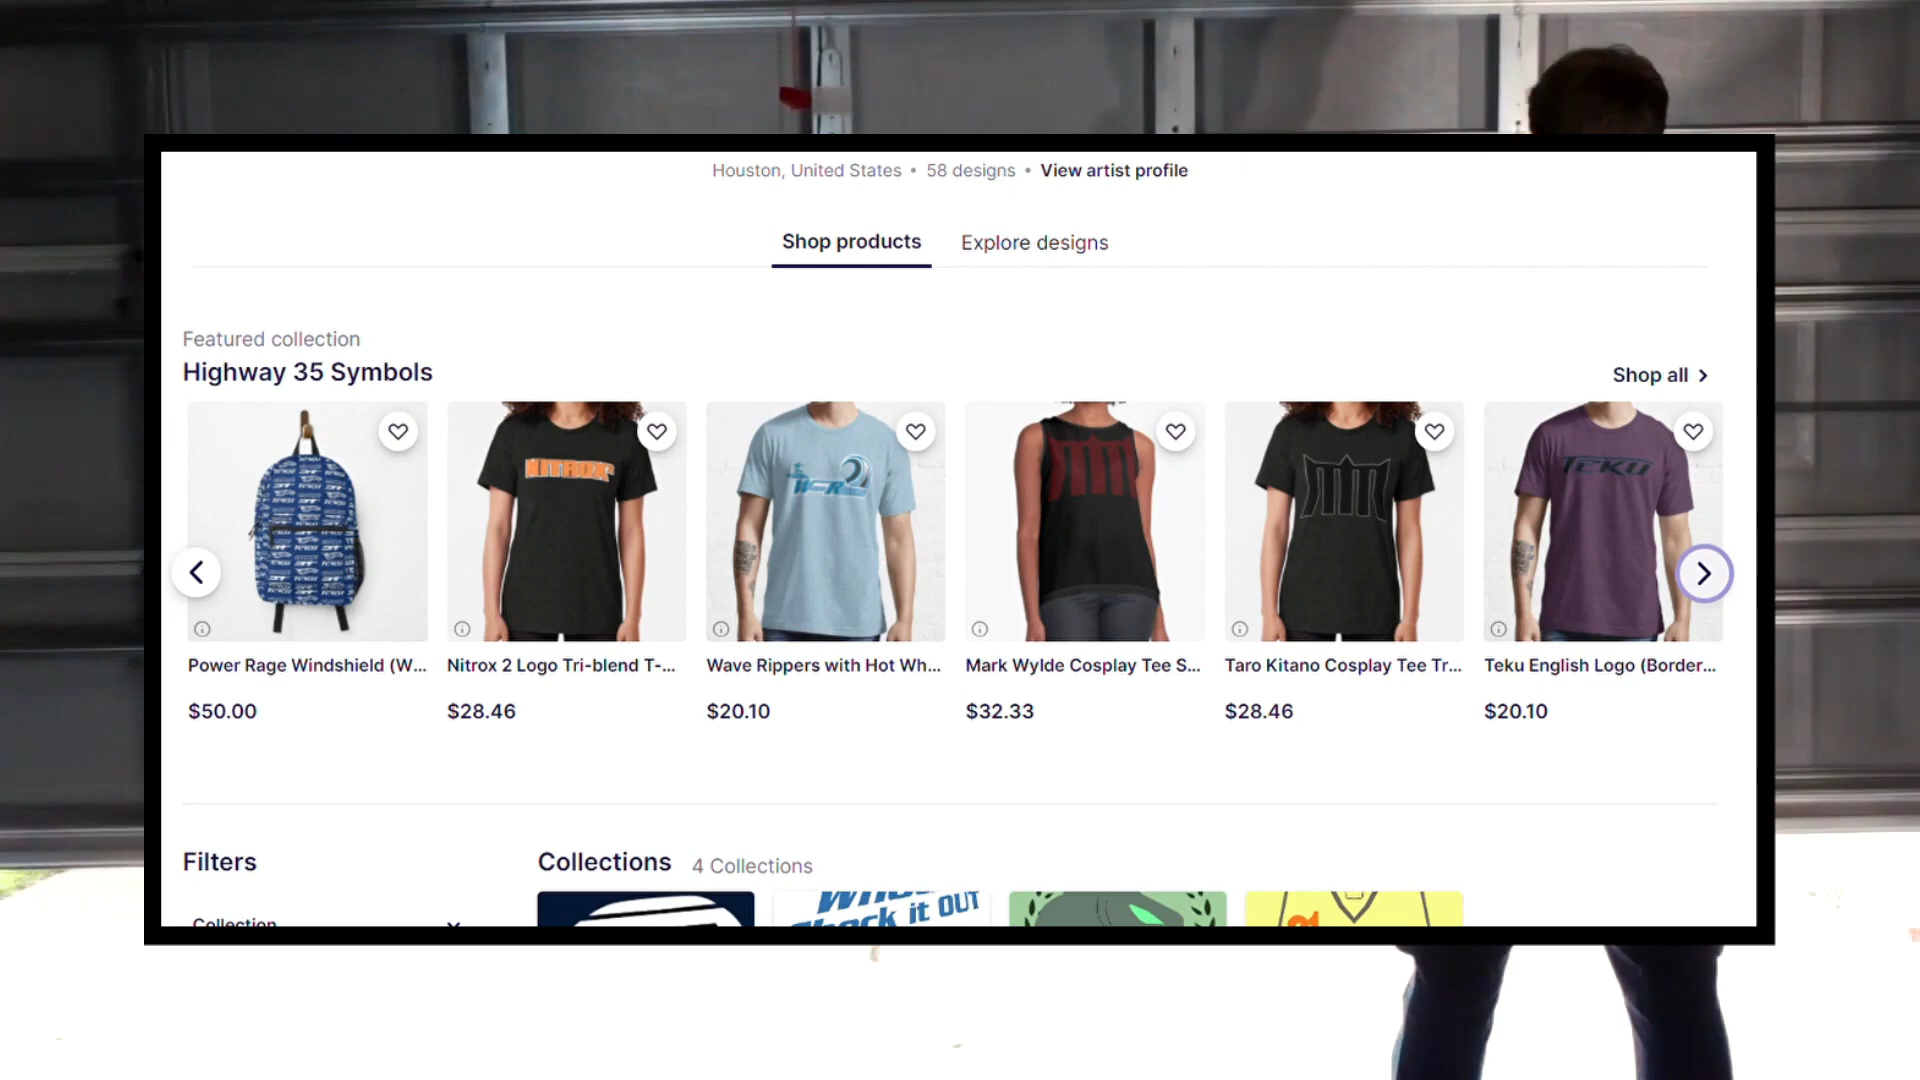 Houston, United States • 58 designs • View artist profile
Shop products Explore designs
Featured collection
Highway 35 Symbols
Shop all
NITROX
WR
TEKU
Power Rage Windshield (W... Nitrox 2 Logo Tri-blend T-... Wave Rippers with Hot Wh... Mark Wylde Cosplay Tee S... Taro Kitano Cosplay Tee Tr... Teku English Logo (Border...
$50.00 $28.46 $20.10 $32.33 $28.46 $20.10
Filters
Collections 4 Collections
Collection
it OUT